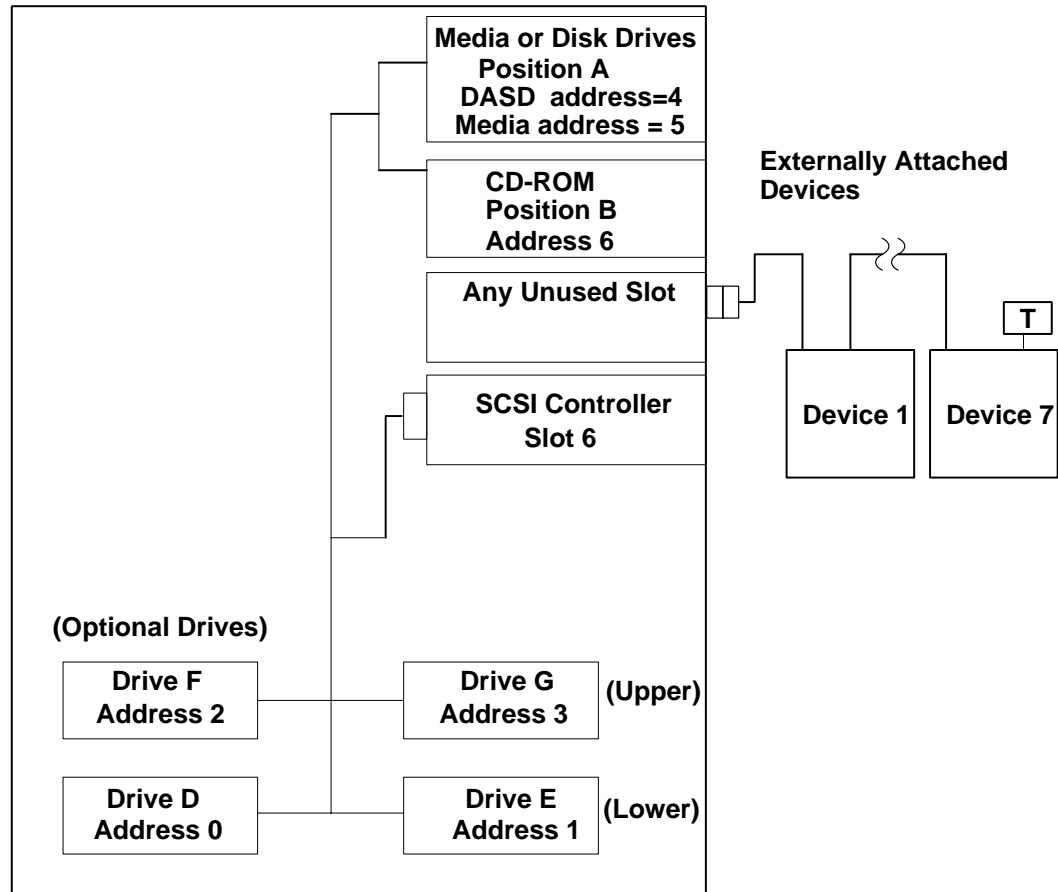 Media or Disk Drives
Position A
DASD address=4
Media address = 5
CD-ROM
Position B
Address 6
Any Unused Slot
SCSI Controller
Slot 6
Externally Attached
Devices
T
Device 1
Device 7
(Optional Drives)
Drive F
Address 2
Drive G
Address 3
(Upper)
Drive D
Address 0
Drive E
Address 1
(Lower)